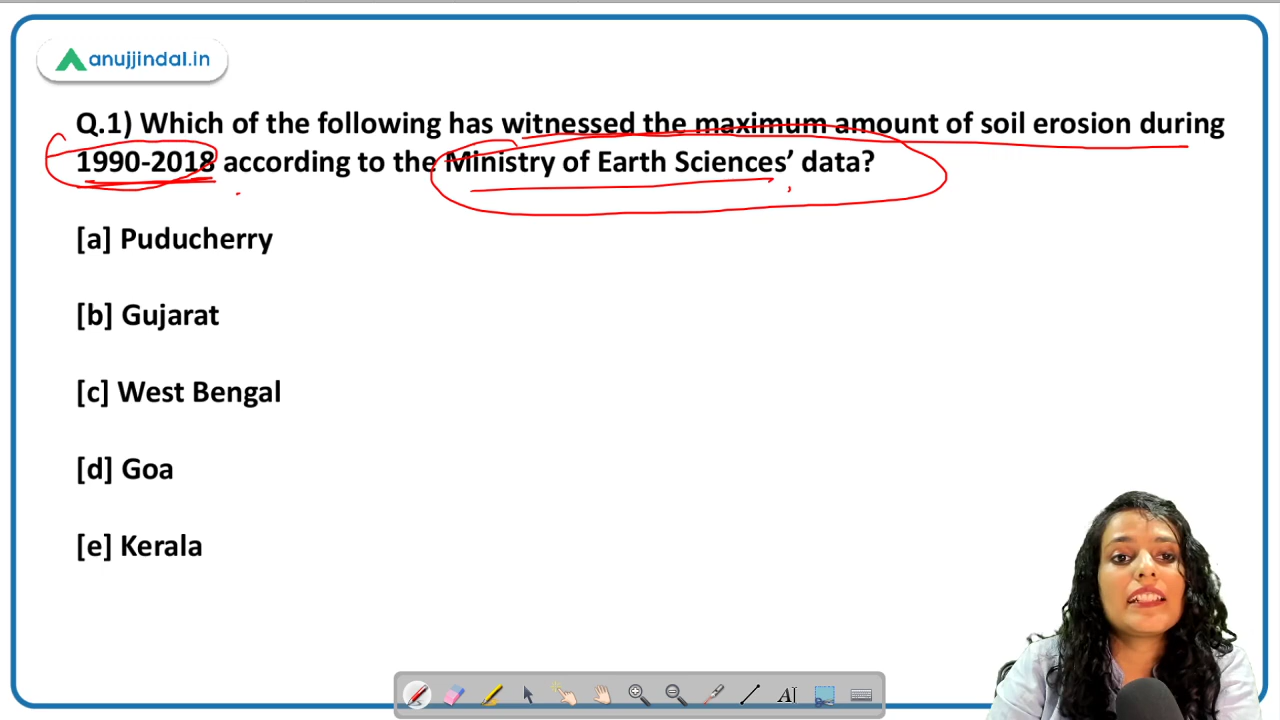 anujjindal.in
Q.1) Which of the following has witnessed the maximum amount of soil erosion during
1990-2018 according to the Ministry of Earth Sciences’ data?
[a] Puducherry
[b] Gujarat
[c] West Bengal
[d] Goa
[e] Kerala
A